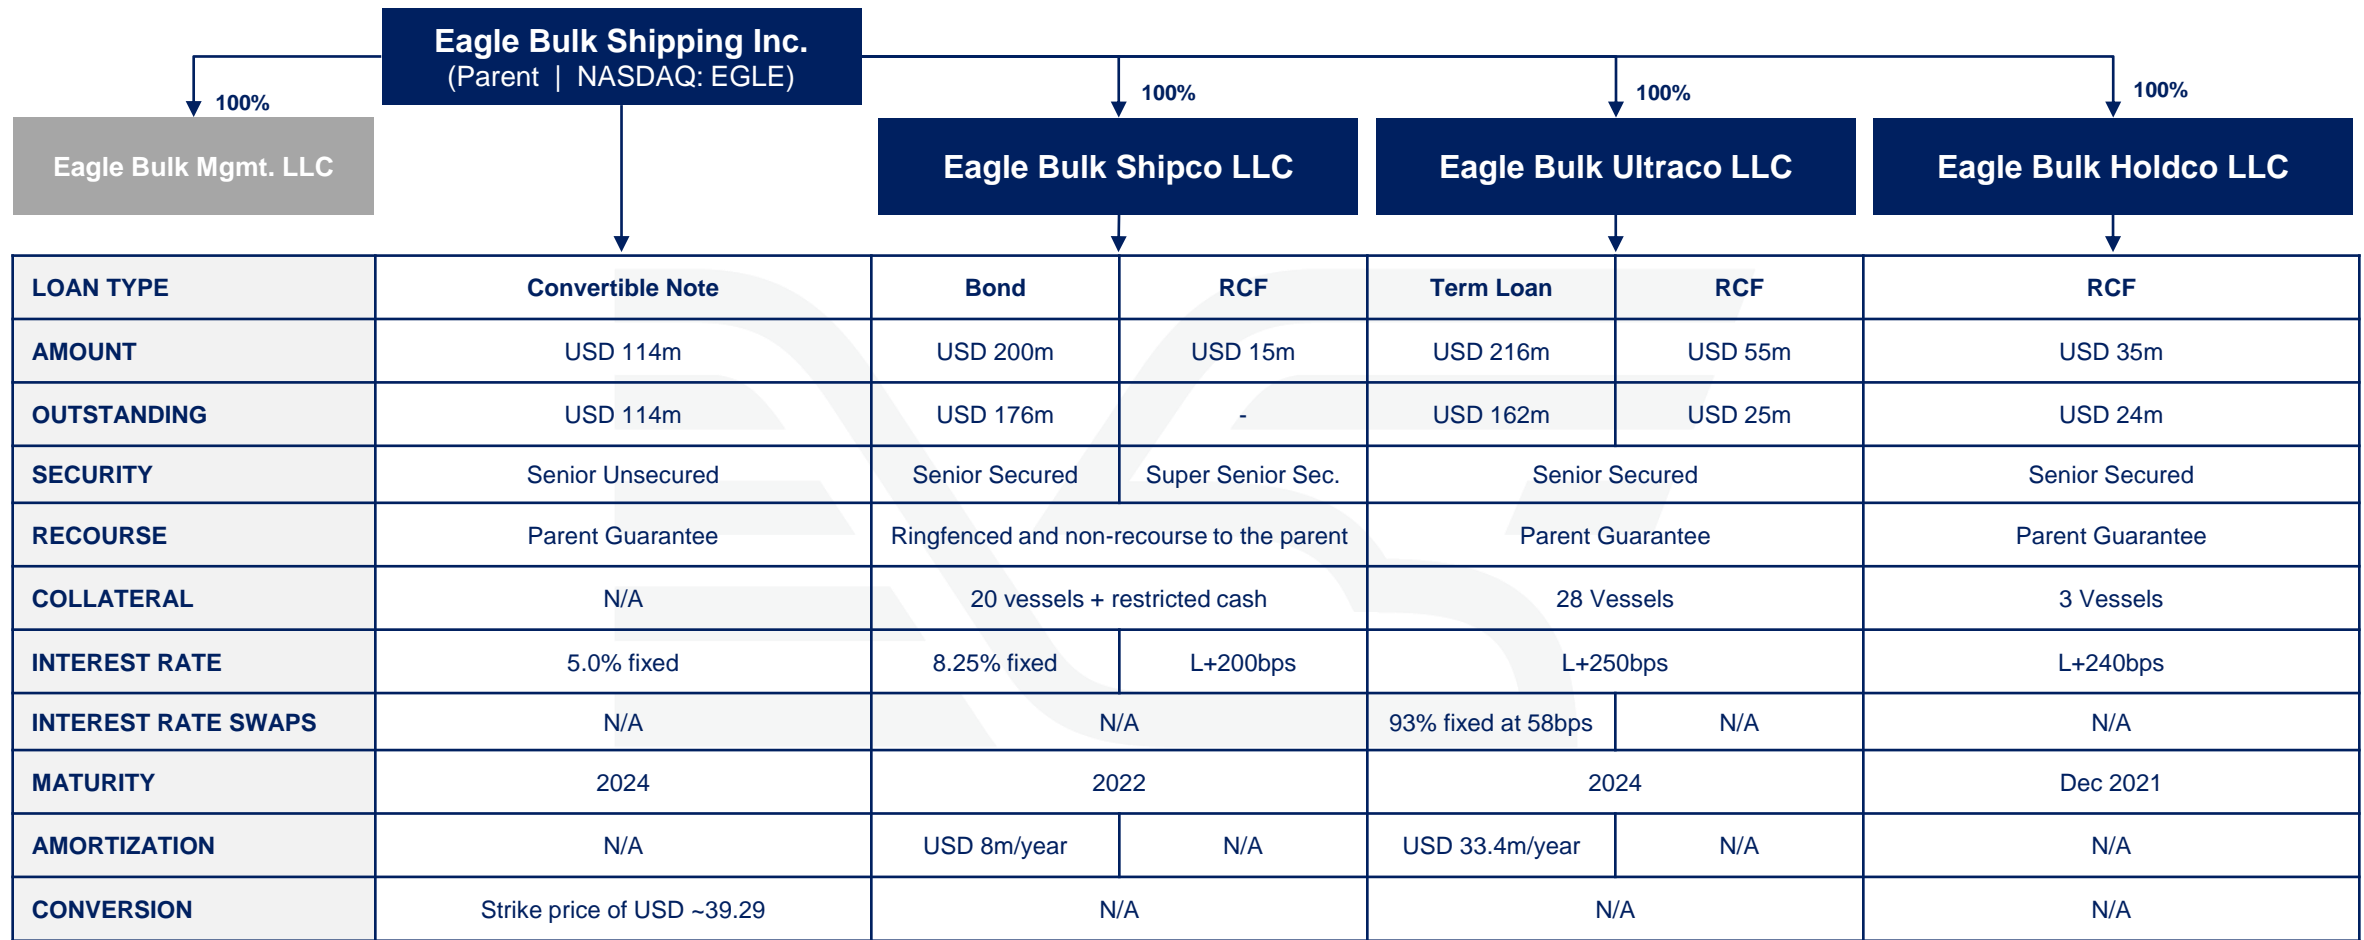 Eagle Bulk Shipping Inc.
(Parent | NASDAQ: EGLE)
100%
100%
100%
100%
Eagle Bulk Mgmt. LLC
Eagle Bulk Shipco LLC
Eagle Bulk Ultraco LLC
Eagle Bulk Holdco LLC
LOAN TYPE Convertible Note Bond RCF Term Loan RCF RCF
AMOUNT USD 114m USD 200m USD 15m USD 216m USD 55m USD 35m
OUTSTANDING USD 114m USD 176m - USD 162m USD 25m USD 24m
SECURITY Senior Unsecured Senior Secured Super Senior Sec. Senior Secured Senior Secured
RECOURSE Parent Guarantee Ringfenced and non-recourse to the parent Parent Guarantee Parent Guarantee
COLLATERAL N/A 20 vessels + restricted cash 28 Vessels 3 Vessels
INTEREST RATE 5.0% fixed 8.25% fixed L+200bps L+250bps L+240bps
INTEREST RATE SWAPS N/A N/A 93% fixed at 58bps N/A N/A
MATURITY 2024 2022 2024 Dec 2021
AMORTIZATION N/A USD 8m/year N/A USD 33.4m/year N/A N/A
CONVERSION Strike price of USD ~39.29 N/A N/A N/A